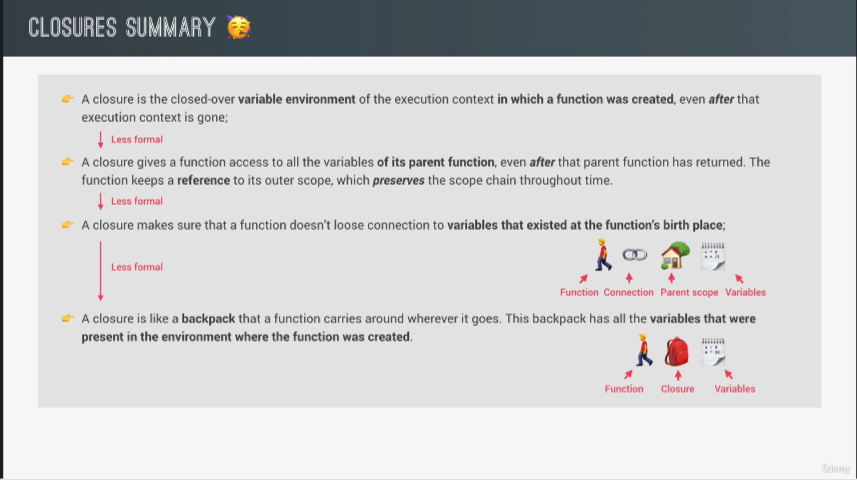 CLOSURES SUMMARY 🥳
👉 A closure is the closed-over variable environment of the execution context in which a function was created, even after that
execution context is gone;
Less formal
👉 A closure gives a function access to all the variables of its parent function, even after that parent function has returned. The
function keeps a reference to its outer scope, which preserves the scope chain throughout time.
Less formal
👉 A closure makes sure that a function doesn't loose connection to variables that existed at the function's birth place;
Less formal
Function Connection Parent scope Variables
👉 A closure is like a backpack that a function carries around wherever it goes. This backpack has all the variables that were
present in the environment where the function was created.
Function Closure Variables
Udemy